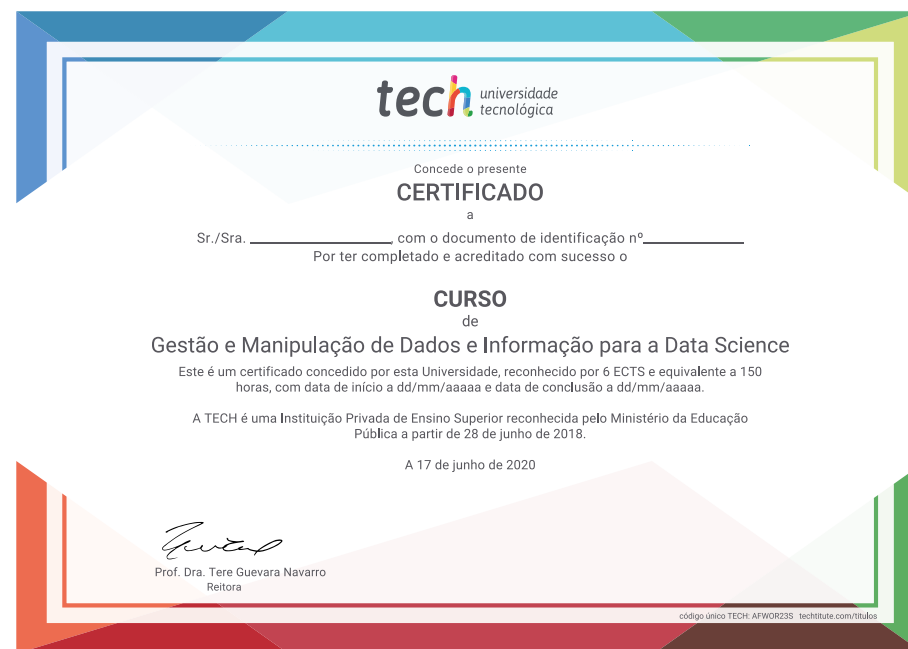 tech universidade
tecnológica
Concede o presente
CERTIFICADO
a
Sr./Sra. ____________________, com o documento de identificação nº______________
Por ter completado e acreditado com sucesso o
CURSO
de
Gestão e Manipulação de Dados e Informação para a Data Science
Este é um certificado concedido por esta Universidade, reconhecido por 6 ECTS e equivalente a 150
horas, com data de início a dd/mm/aaaaa e data de conclusão a dd/mm/aaaaa.
A TECH é uma Instituição Privada de Ensino Superior reconhecida pelo Ministério da Educação
Pública a partir de 28 de junho de 2018.
A 17 de junho de 2020
Prof. Dra. Tere Guevara Navarro
Reitora
código único TECH: AFWOR23S techtitute.com/titulos